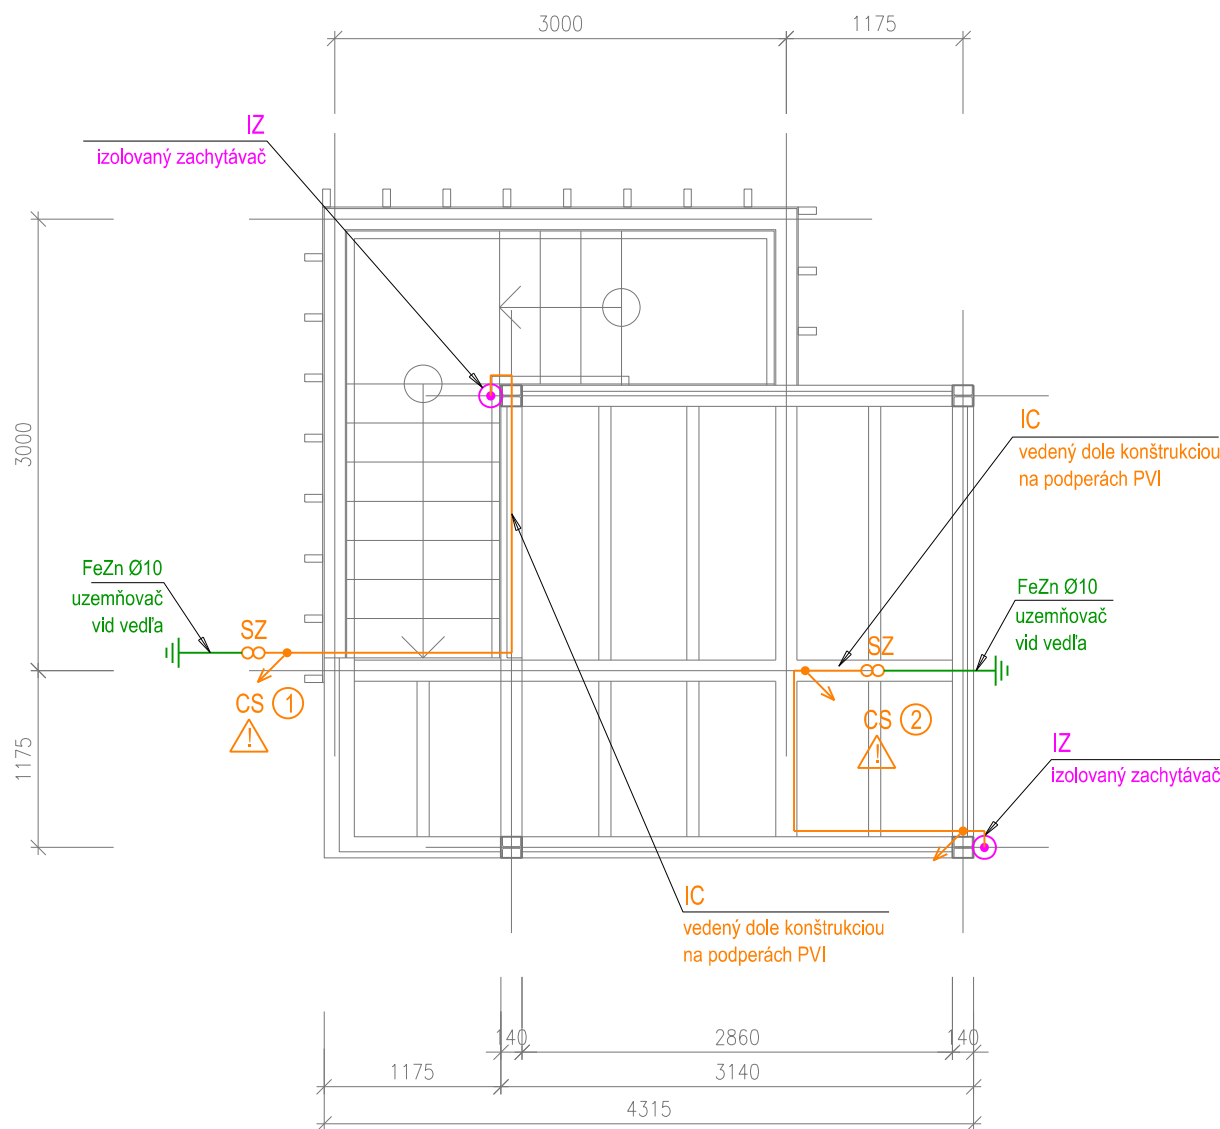 3000
1175
IZ
izolovaný zachytávač
3000
IC
vedený dole konštrukciou
na podperách PVI
FeZn Ø10
uzemňovač
vid vedľa
SZ
CS 1
!
FeZn Ø10
uzemňovač
vid vedľa
SZ
CS 2
!
1175
IZ
izolovaný zachytávač
IC
vedený dole konštrukciou
na podperách PVI
140
2860
140
1175
3140
4315